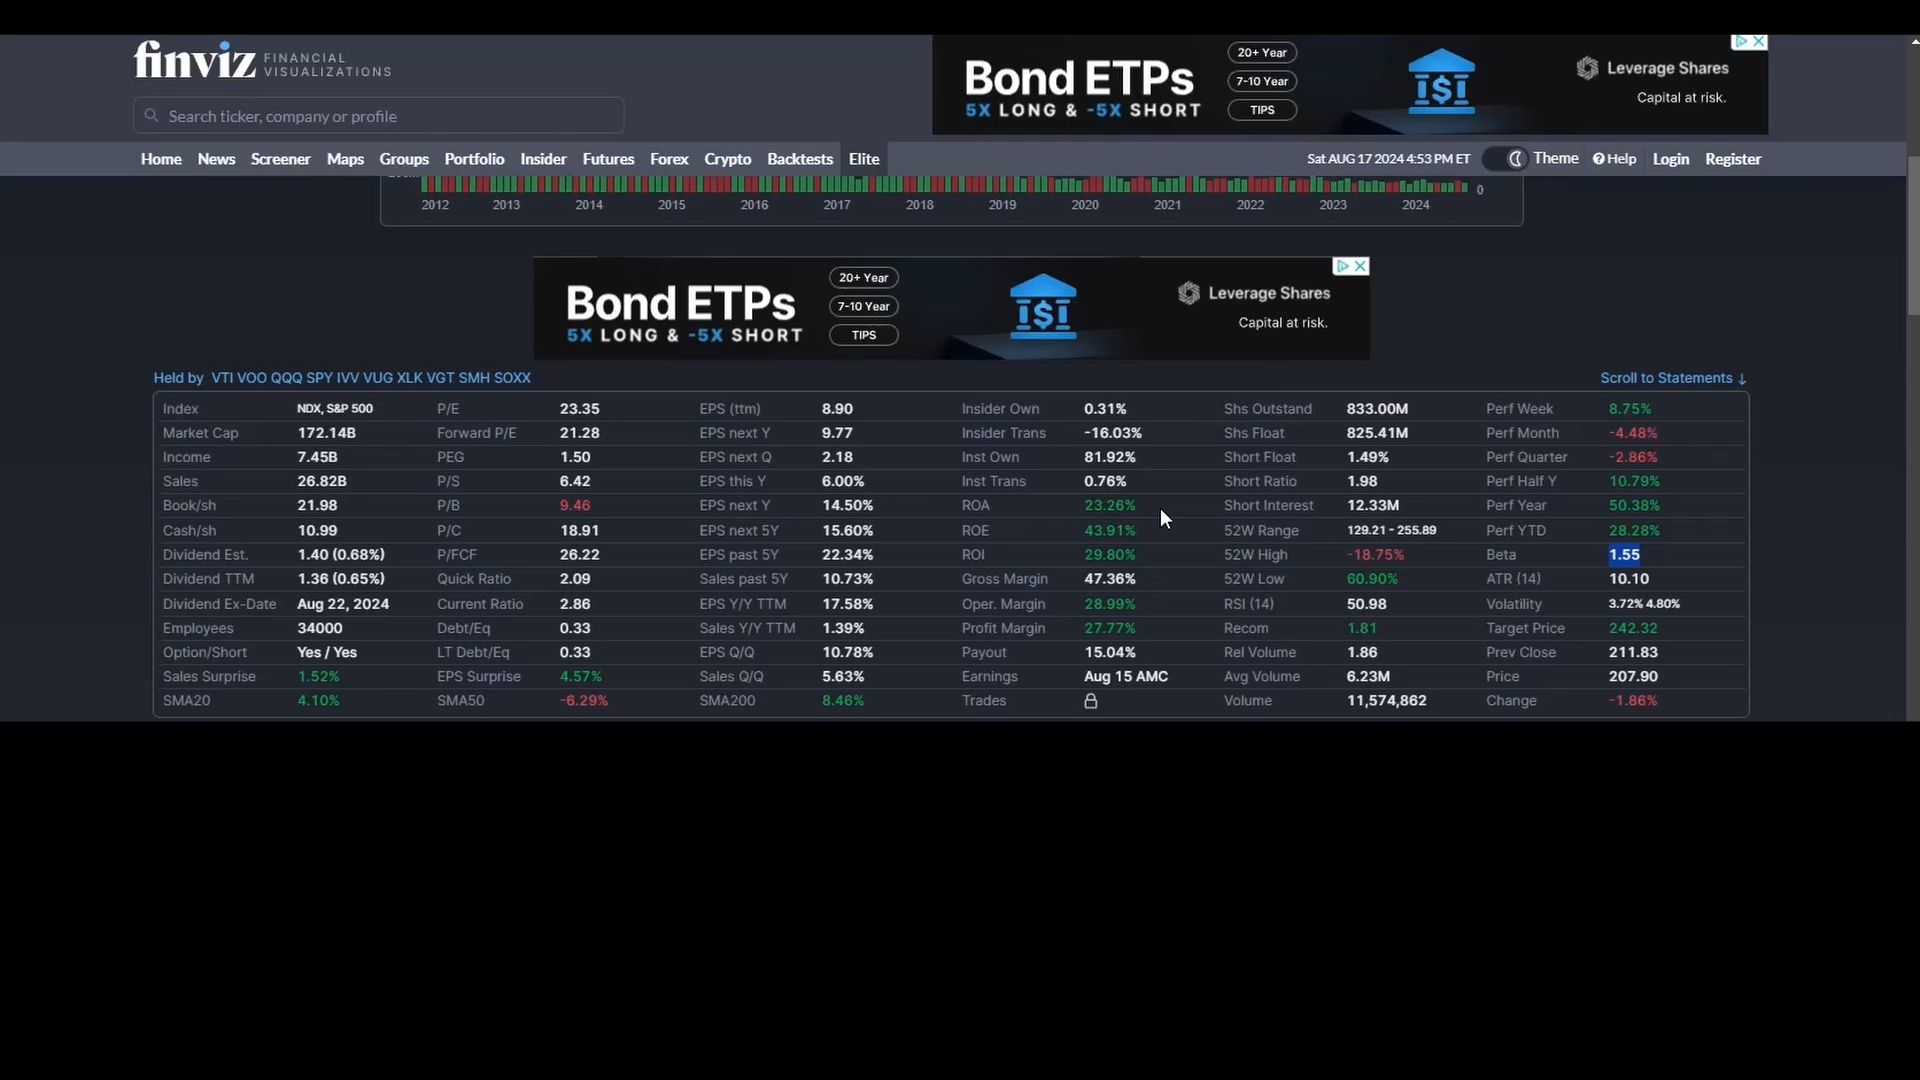 finviz FINANCIAL VISUALIZATIONS
Search ticker, company or profile
Bond ETPs
5X LONG & -5X SHORT
20+ Year
7-10 Year
TIPS
Leverage Shares
Capital at risk.
Home News Screener Maps Groups Portfolio Insider Futures Forex Crypto Backtests Elite Sat AUG 17 2024 4:53 PM ET Theme Help Login Register
0
2012 2013 2014 2015 2016 2017 2018 2019 2020 2021 2022 2023 2024
Bond ETPs
5X LONG & -5X SHORT
20+ Year
7-10 Year
TIPS
Leverage Shares
Capital at risk.
Held by VTI VOO QQQ SPY IVV VUG XLK VGT SMH SOXX Scroll to Statements ↓
Index NDX, S&P 500 P/E 23.35 EPS (ttm) 8.90 Insider Own 0.31% Shs Outstand 833.00M Perf Week 8.75%
Market Cap 172.14B Forward P/E 21.28 EPS next Y 9.77 Insider Trans -16.03% Shs Float 825.41M Perf Month -4.48%
Income 7.45B PEG 1.50 EPS next Q 2.18 Inst Own 81.92% Short Float 1.49% Perf Quarter -2.86%
Sales 26.82B P/S 6.42 EPS this Y 6.00% Inst Trans 0.76% Short Ratio 1.98 Perf Half Y 10.79%
Book/sh 21.98 P/B 9.46 EPS next Y 14.50% ROA 23.26% Short Interest 12.33M Perf Year 50.38%
Cash/sh 10.99 P/C 18.91 EPS next 5Y 15.60% ROE 43.91% 52W Range 129.21 - 255.89 Perf YTD 28.28%
Dividend Est. 1.40 (0.68%) P/FCF 26.22 EPS past 5Y 22.34% ROI 29.80% 52W High -18.75% Beta 1.55
Dividend TTM 1.36 (0.65%) Quick Ratio 2.09 Sales past 5Y 10.73% Gross Margin 47.36% 52W Low 60.90% ATR (14) 10.10
Dividend Ex-Date Aug 22, 2024 Current Ratio 2.86 EPS Y/Y TTM 17.58% Oper. Margin 28.99% RSI (14) 50.98 Volatility 3.72% 4.80%
Employees 34000 Debt/Eq 0.33 Sales Y/Y TTM 1.39% Profit Margin 27.77% Recom 1.81 Target Price 242.32
Option/Short Yes / Yes LT Debt/Eq 0.33 EPS Q/Q 10.78% Payout 15.04% Rel Volume 1.86 Prev Close 211.83
Sales Surprise 1.52% EPS Surprise 4.57% Sales Q/Q 5.63% Earnings Aug 15 AMC Avg Volume 6.23M Price 207.90
SMA20 4.10% SMA50 -6.29% SMA200 8.46% Trades Volume 11,574,862 Change -1.86%